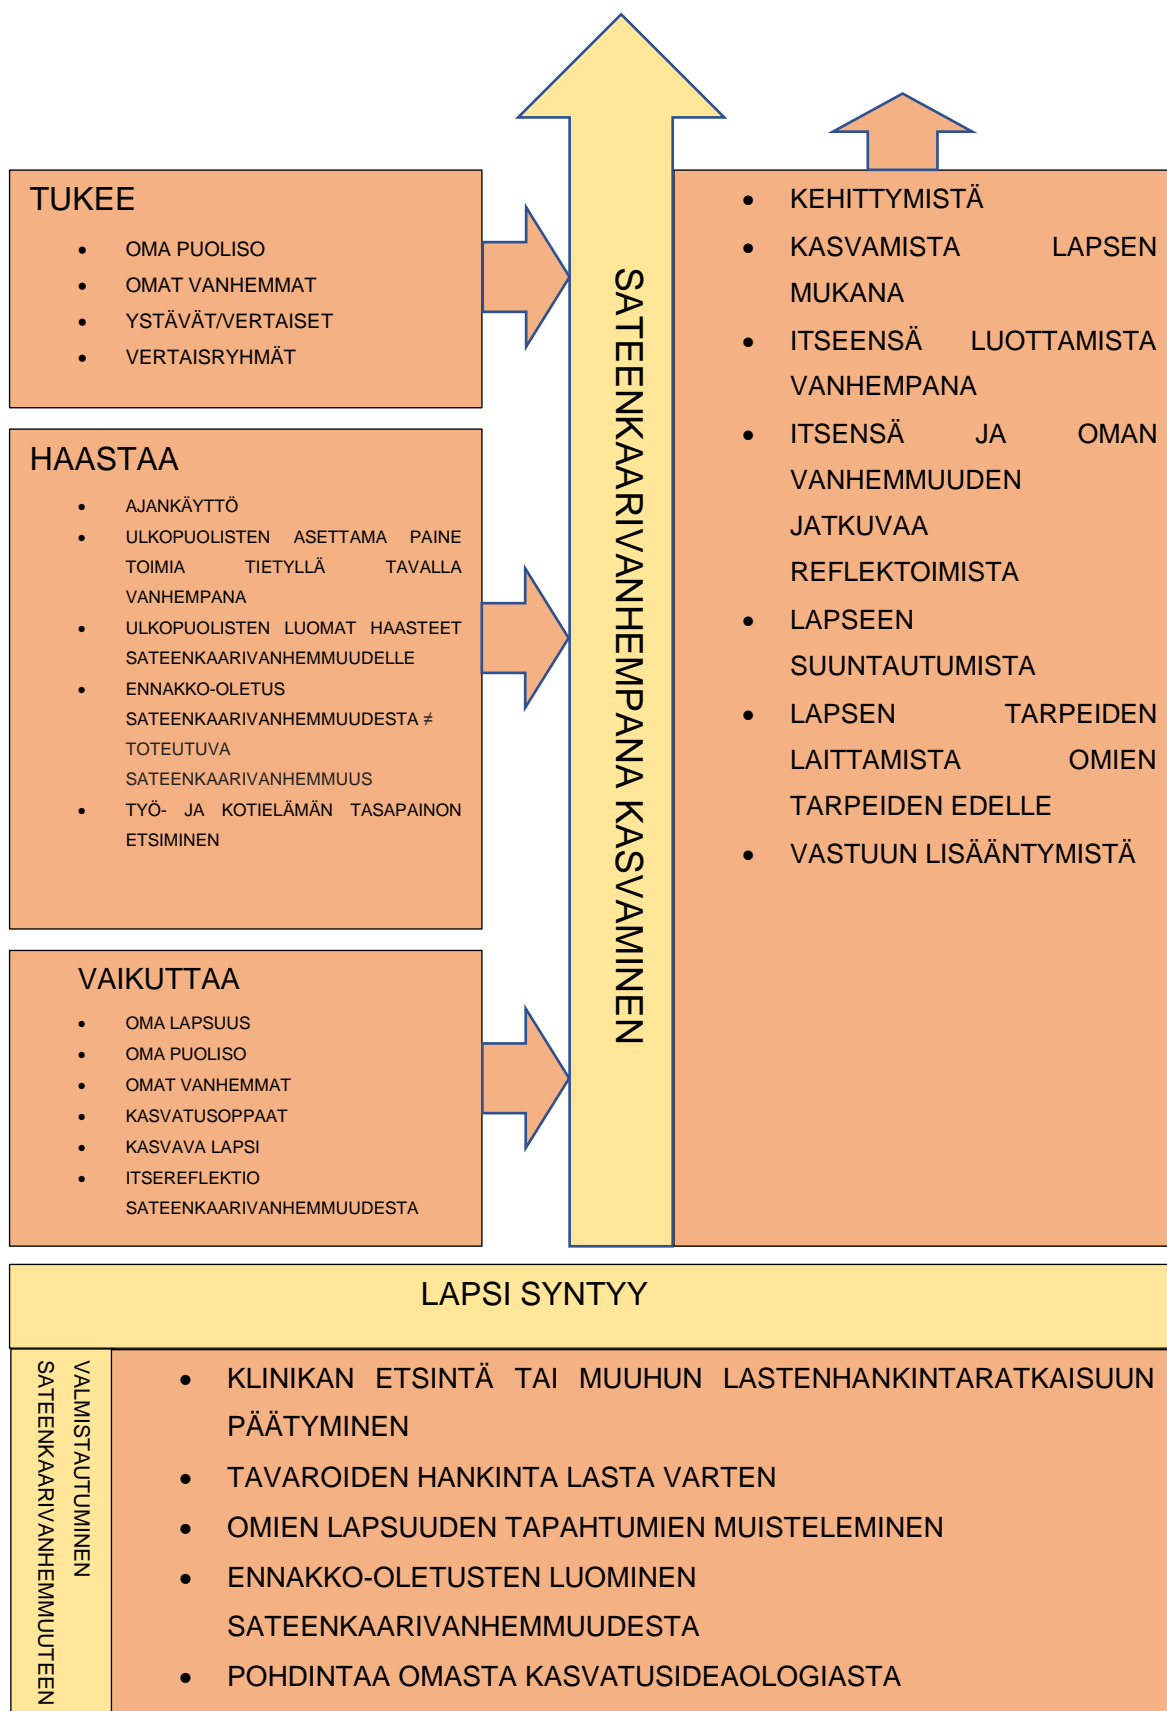 TUKEE
OMA PUOLISO
OMAT VANHEMMAT
YSTÄVÄT/VERTAISET
VERTAISRYHMÄT
HAASTAA
AJANKÄYTTÖ
ULKOPUOLISTEN ASETTAMA PAINE
TOIMIA TIETYLLÄ TAVALLA
VANHEMPANA
ULKOPUOLISTEN LUOMAT HAASTEET
SATEENKAARIVANHEMMUUDELLE
ENNAKKO-OLETUS
SATEENKAARIVANHEMMUUDESTA ≠
TOTEUTUVA
SATEENKAARIVANHEMMUUS
TYÖ- JA KOTIELÄMÄN TASAPAINON
ETSIMINEN
VAIKUTTAA
OMA LAPSUUS
OMA PUOLISO
OMAT VANHEMMAT
KASVATUSOPPAAT
KASVAVA LAPSI
ITSEREFLEKTIO
SATEENKAARIVANHEMMUUDESTA
SATEENKAARIVANHEMPANA KASVAMINEN
KEHITTYMISTÄ
KASVAMISTA LAPSEN
MUKANA
ITSEENSÄ LUOTTAMISTA
VANHEMPANA
ITSENSÄ JA OMAN
VANHEMMUUDEN
JATKUVAA
REFLEKTOIMISTA
LAPSEEN
SUUNTAUTUMISTA
LAPSEN TARPEIDEN
LAITTAMISTA OMIEN
TARPEIDEN EDELLE
VASTUUN LISÄÄNTYMISTÄ
LAPSI SYNTYY
VALMISTAUTUMINEN
SATEENKAARIVANHEMMUUTEEN
KLINIKAN ETSINTÄ TAI MUUHUN LASTENHANKINTARATKAISUUN
PÄÄTYMINEN
TAVAROIDEN HANKINTA LASTA VARTEN
OMIEN LAPSUUDEN TAPAHTUMIEN MUISTELEMINEN
ENNAKKO-OLETUSTEN LUOMINEN
SATEENKAARIVANHEMMUUDESTA
POHDINTAA OMASTA KASVATUSIDEAOLOGIASTA